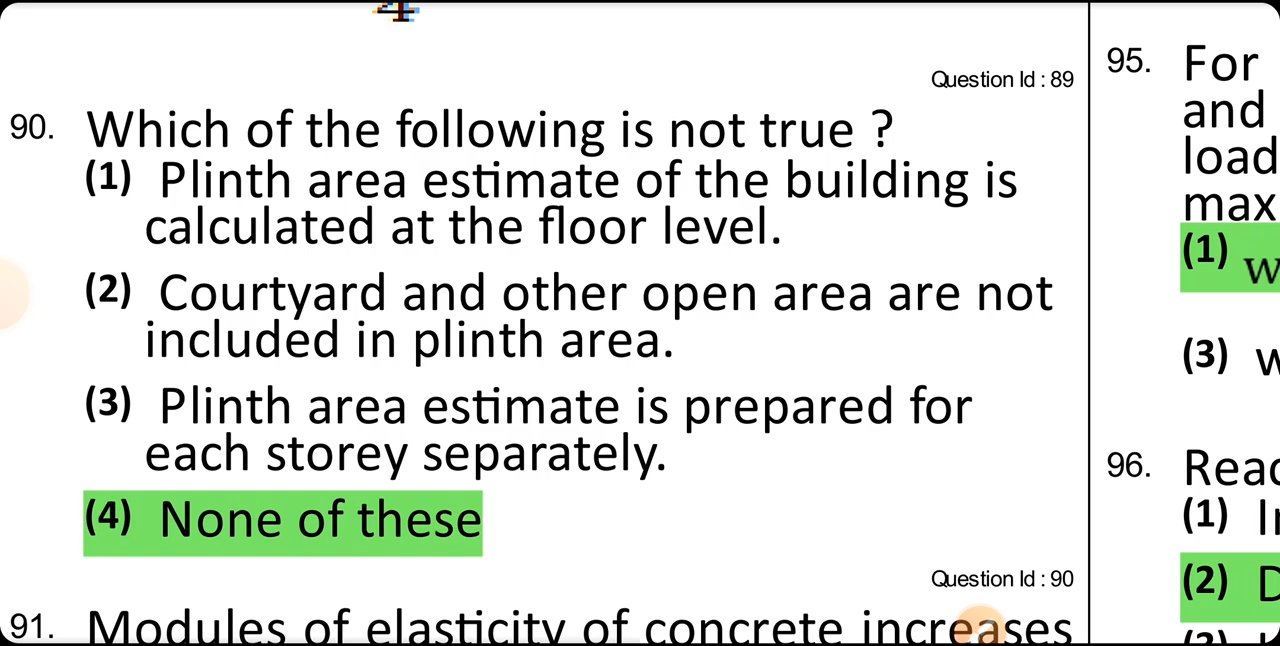 Question Id : 89
90. Which of the following is not true ?
(1) Plinth area estimate of the building is
calculated at the floor level.
(2) Courtyard and other open area are not
included in plinth area.
(3) Plinth area estimate is prepared for
each storey separately.
(4) None of these
Question Id : 90
91. Modules of elasticity of concrete increases
95. For
and
load
max
(1) w
(3) w
96.
(1)
(2)